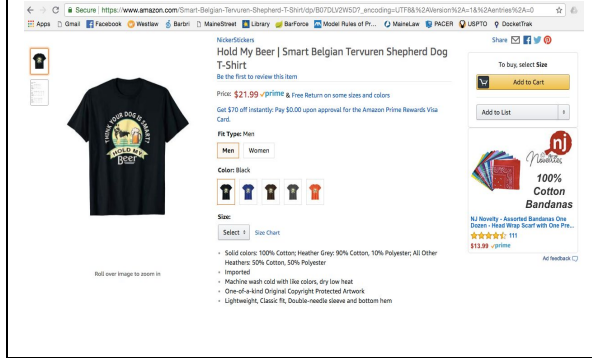 Secure https://www.amazon.com/Smart-Belgian-Tervuren-Shepherd-T-Shirt/dp/B07DLV2WSD?_encoding=UTF8&%2AVersion%2A=1&%2Aentries%2A=0
Apps Gmail Facebook Westlaw Barbri MaineStreet Library BarForce Model Rules of Pr... MaineLaw PACER USPTO DocketTrak
NickerStickers
Share
Hold My Beer | Smart Belgian Tervuren Shepherd Dog
T-Shirt
Be the first to review this item
Price: $21.99 prime & Free Return on some sizes and colors
Get $70 off instantly: Pay $0.00 upon approval for the Amazon Prime Rewards Visa
Card.
Fit Type: Men
Men Women
Color: Black
Size:
Select Size Chart
Solid colors: 100% Cotton; Heather Grey: 90% Cotton, 10% Polyester; All Other
Heathers: 50% Cotton, 50% Polyester
Imported
Machine wash cold with like colors, dry low heat
One-of-a-kind Original Copyright Protected Artwork
Lightweight, Classic fit, Double-needle sleeve and bottom hem
THINK YOUR DOG IS SMART?
HOLD MY
Beer
Roll over image to zoom in
To buy, select Size
Add to Cart
Add to List
nj
Novelties
100%
Cotton
Bandanas
NJ Novelty - Assorted Bandanas One
Dozen - Head Wrap Scarf with One Pre...
111
$13.99 prime
Ad feedback